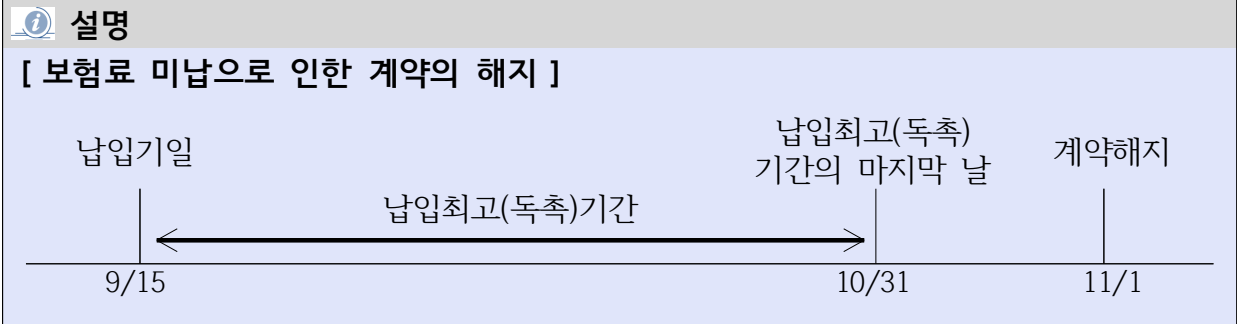 설명
[ 보험료 미납으로 인한 계약의 해지 ]
납입기일
납입최고(독촉)
기간의 마지막 날
계약해지
납입최고(독촉)기간
9/15
10/31
11/1